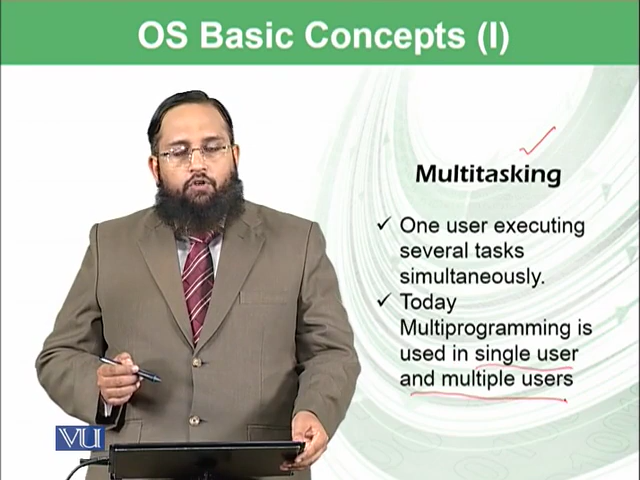 OS Basic Concepts (I)
Multitasking
✓ One user executing
several tasks
simultaneously.
✓ Today
Multiprogramming is
used in single user
and multiple users
VU